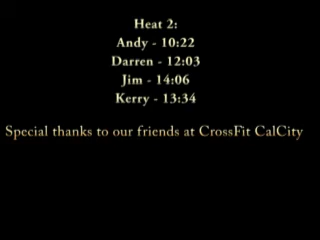 Heat 2:
Andy - 10:22
Darren - 12:03
Jim - 14:06
Kerry - 13:34
Special thanks to our friends at CrossFit CalCity